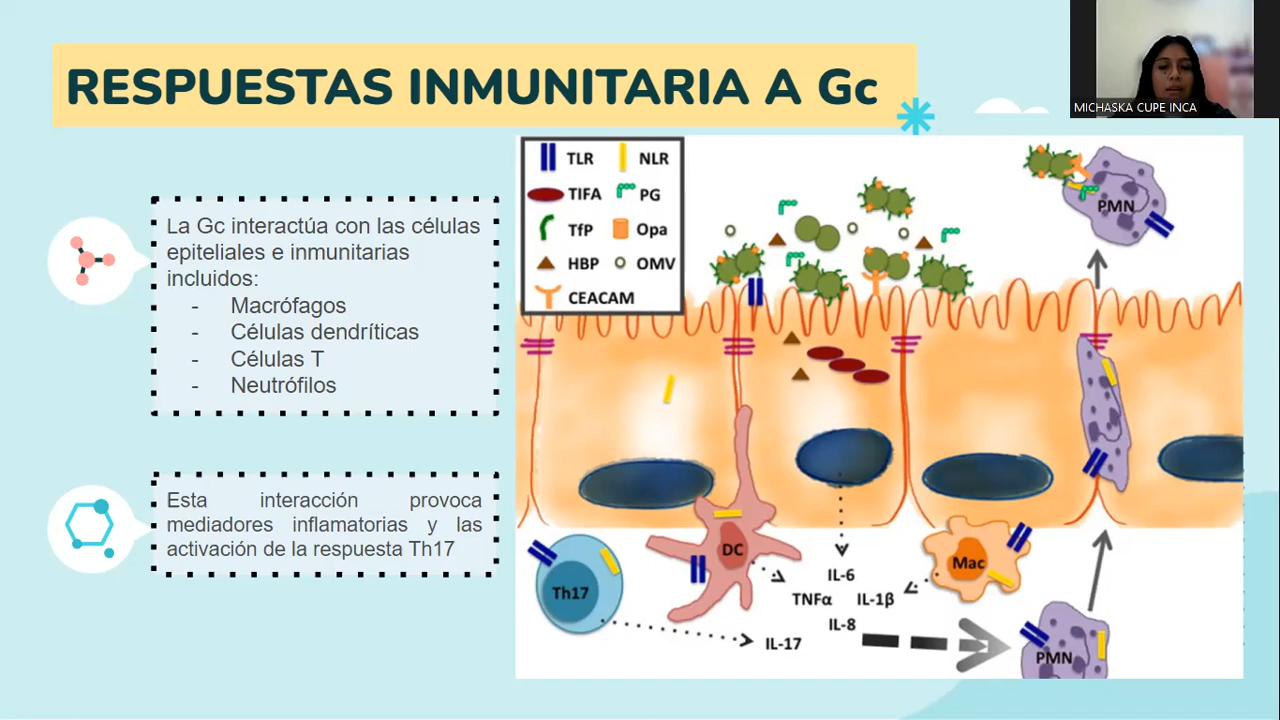 RESPUESTAS INMUNITARIA A Gc
MICHASKA CUPE INCA
La Gc interactúa con las células
epiteliales e inmunitarias
incluidos:
- Macrófagos
- Células dendríticas
- Células T
- Neutrófilos
Esta interacción provoca
mediadores inflamatorias y las
activación de la respuesta Th17
TLR NLR
TIFA PG
TfP Opa
HBP OMV
CEACAM
PMN
DC
Th17
Mac
IL-6
TNFα IL-1β
IL-8
IL-17
PMN